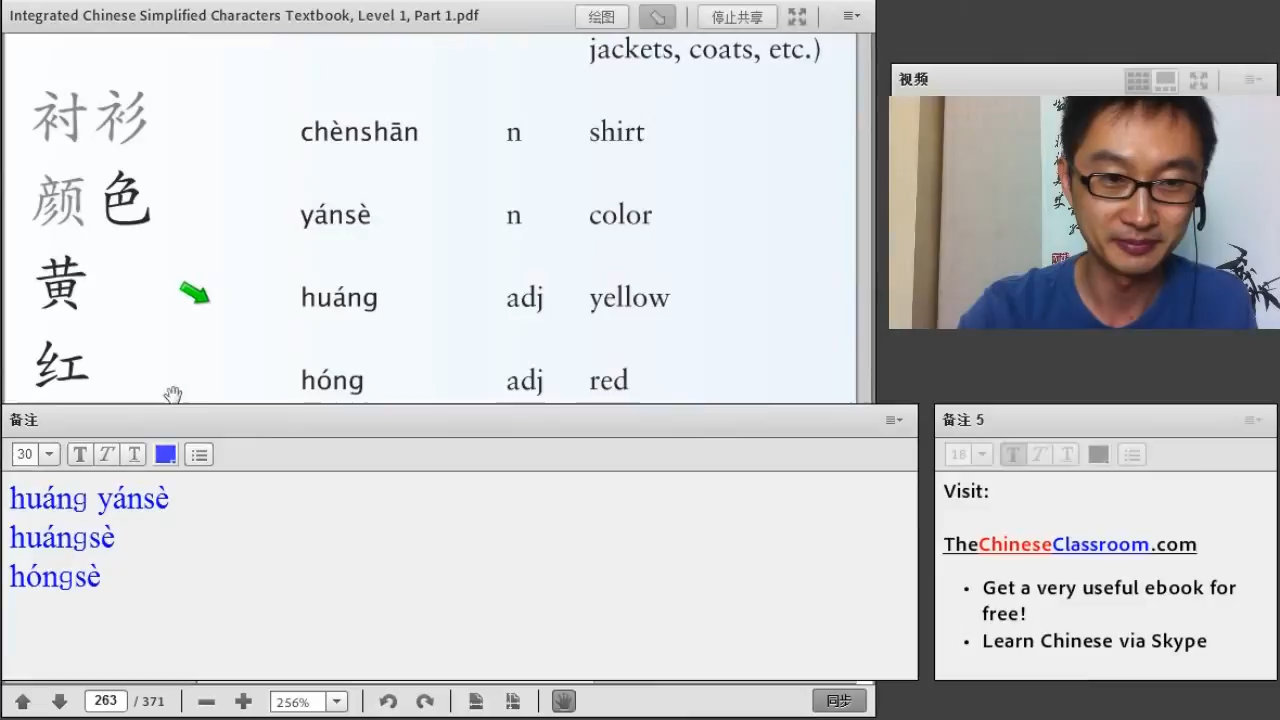 Integrated Chinese Simplified Characters Textbook, Level 1, Part 1.pdf
绘图
停止共享
jackets, coats, etc.)
衬衫 chènshān n shirt
颜色 yánsè n color
黄 huáng adj yellow
红 hóng adj red
视频
备注
30 T T T
huáng yánsè
huángsè
hóngsè
备注 5
18 T T T
Visit:
TheChineseClassroom.com
• Get a very useful ebook for
free!
• Learn Chinese via Skype
263 / 371
256%
同步